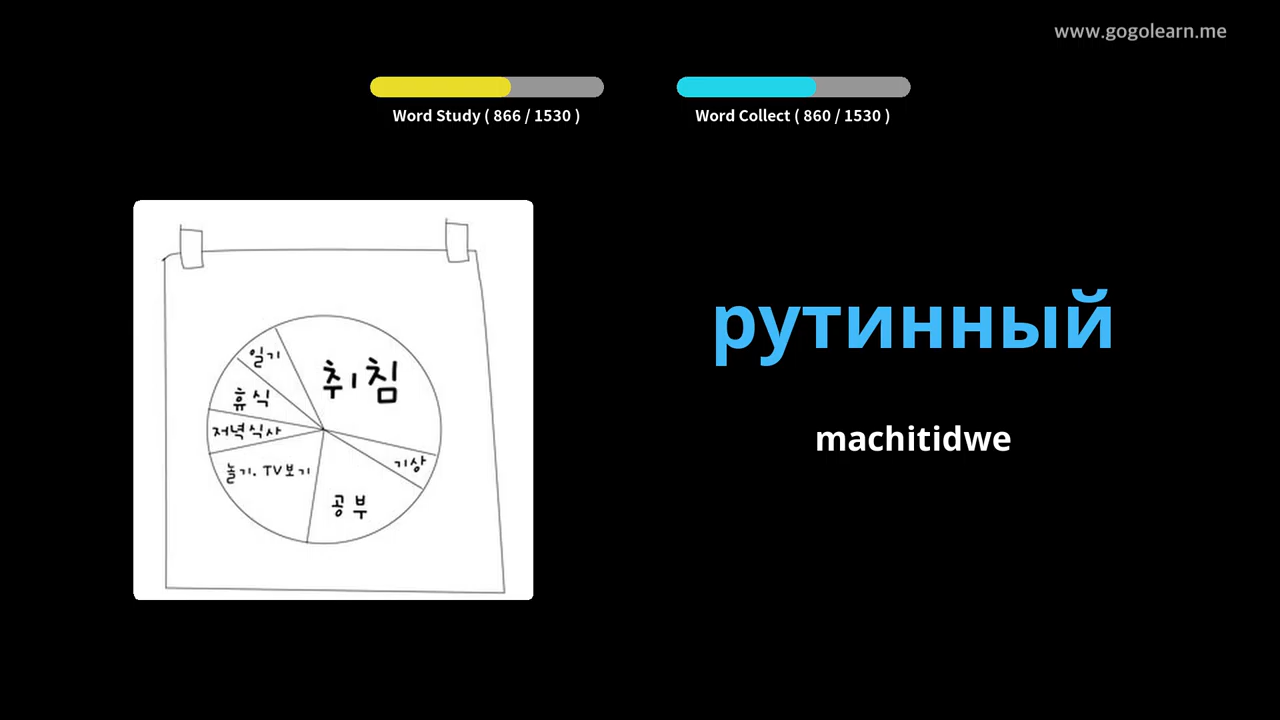 www.gogolearn.me
Word Study ( 866 / 1530 )
Word Collect ( 860 / 1530 )
일기
취침
휴식
저녁식사
놀기. TV보기
기상
공부
рутинный
machitidwe